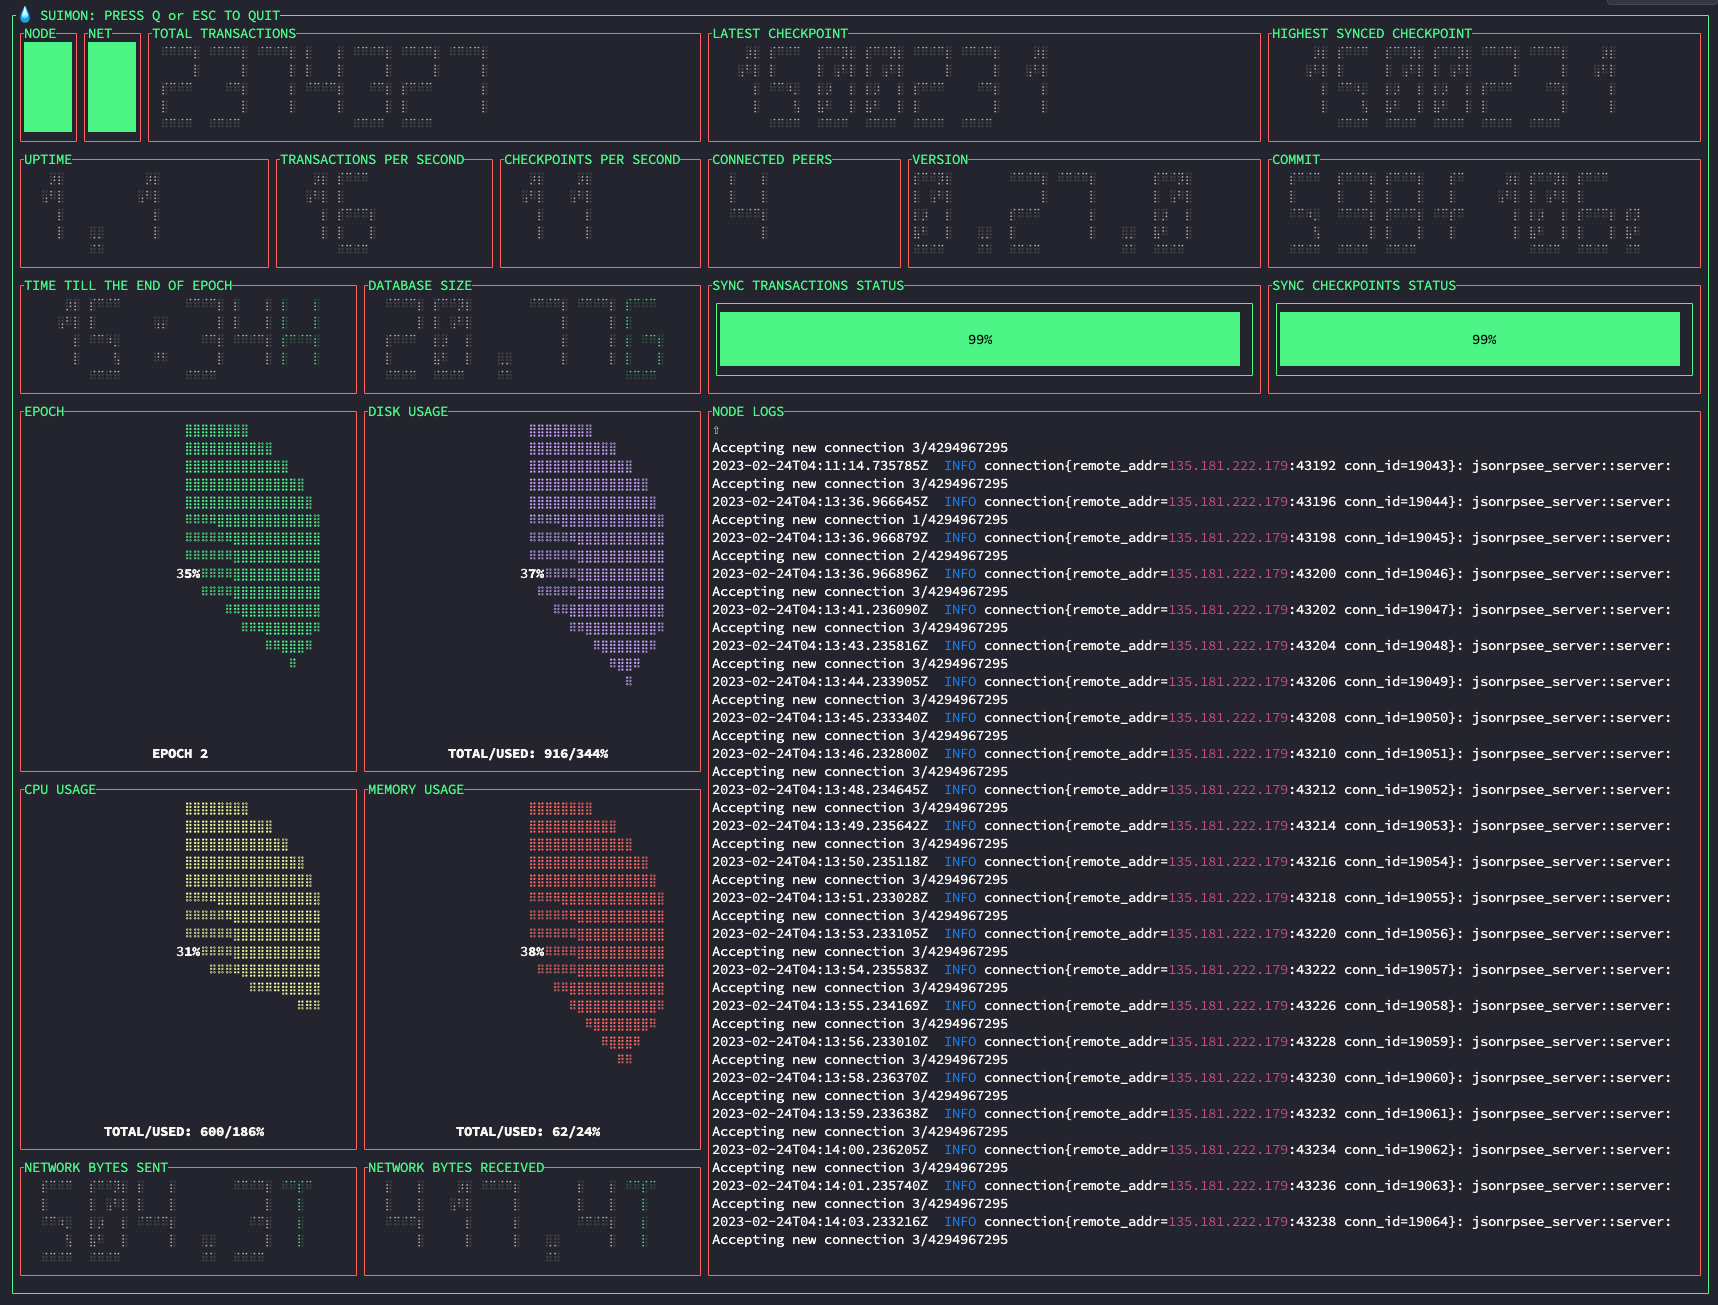 💧 SUIMON: PRESS Q or ESC TO QUIT
NODE
NET
TOTAL TRANSACTIONS
2374327
LATEST CHECKPOINT
1500231
HIGHEST SYNCED CHECKPOINT
1500231
UPTIME
1.1
TRANSACTIONS PER SECOND
16
CHECKPOINTS PER SECOND
11
CONNECTED PEERS
4
VERSION
0.27.0
COMMIT
TIME TILL THE END OF EPOCH
15:34H
DATABASE SIZE
20.77G
SYNC TRANSACTIONS STATUS
99%
SYNC CHECKPOINTS STATUS
99%
EPOCH
35%
EPOCH 2
DISK USAGE
37%
TOTAL/USED: 916/344%
CPU USAGE
31%
TOTAL/USED: 600/186%
MEMORY USAGE
38%
TOTAL/USED: 62/24%
NETWORK BYTES SENT
504.3T
NETWORK BYTES RECEIVED
417.4T
NODE LOGS
⇧
Accepting new connection 3/4294967295
2023-02-24T04:11:14.735785Z  INFO connection{remote_addr=135.181.222.179:43192 conn_id=19043}: jsonrpsee_server::server:
Accepting new connection 3/4294967295
2023-02-24T04:13:36.966645Z  INFO connection{remote_addr=135.181.222.179:43196 conn_id=19044}: jsonrpsee_server::server:
Accepting new connection 1/4294967295
2023-02-24T04:13:36.966879Z  INFO connection{remote_addr=135.181.222.179:43198 conn_id=19045}: jsonrpsee_server::server:
Accepting new connection 2/4294967295
2023-02-24T04:13:36.966896Z  INFO connection{remote_addr=135.181.222.179:43200 conn_id=19046}: jsonrpsee_server::server:
Accepting new connection 3/4294967295
2023-02-24T04:13:41.236090Z  INFO connection{remote_addr=135.181.222.179:43202 conn_id=19047}: jsonrpsee_server::server:
Accepting new connection 3/4294967295
2023-02-24T04:13:43.235816Z  INFO connection{remote_addr=135.181.222.179:43204 conn_id=19048}: jsonrpsee_server::server:
Accepting new connection 3/4294967295
2023-02-24T04:13:44.233905Z  INFO connection{remote_addr=135.181.222.179:43206 conn_id=19049}: jsonrpsee_server::server:
Accepting new connection 3/4294967295
2023-02-24T04:13:45.233340Z  INFO connection{remote_addr=135.181.222.179:43208 conn_id=19050}: jsonrpsee_server::server:
Accepting new connection 3/4294967295
2023-02-24T04:13:46.232800Z  INFO connection{remote_addr=135.181.222.179:43210 conn_id=19051}: jsonrpsee_server::server:
Accepting new connection 3/4294967295
2023-02-24T04:13:48.234645Z  INFO connection{remote_addr=135.181.222.179:43212 conn_id=19052}: jsonrpsee_server::server:
Accepting new connection 3/4294967295
2023-02-24T04:13:49.235642Z  INFO connection{remote_addr=135.181.222.179:43214 conn_id=19053}: jsonrpsee_server::server:
Accepting new connection 3/4294967295
2023-02-24T04:13:50.235118Z  INFO connection{remote_addr=135.181.222.179:43216 conn_id=19054}: jsonrpsee_server::server:
Accepting new connection 3/4294967295
2023-02-24T04:13:51.233028Z  INFO connection{remote_addr=135.181.222.179:43218 conn_id=19055}: jsonrpsee_server::server:
Accepting new connection 3/4294967295
2023-02-24T04:13:53.233105Z  INFO connection{remote_addr=135.181.222.179:43220 conn_id=19056}: jsonrpsee_server::server:
Accepting new connection 3/4294967295
2023-02-24T04:13:54.235583Z  INFO connection{remote_addr=135.181.222.179:43222 conn_id=19057}: jsonrpsee_server::server:
Accepting new connection 3/4294967295
2023-02-24T04:13:55.234169Z  INFO connection{remote_addr=135.181.222.179:43226 conn_id=19058}: jsonrpsee_server::server:
Accepting new connection 3/4294967295
2023-02-24T04:13:56.233010Z  INFO connection{remote_addr=135.181.222.179:43228 conn_id=19059}: jsonrpsee_server::server:
Accepting new connection 3/4294967295
2023-02-24T04:13:58.236370Z  INFO connection{remote_addr=135.181.222.179:43230 conn_id=19060}: jsonrpsee_server::server:
Accepting new connection 3/4294967295
2023-02-24T04:13:59.233638Z  INFO connection{remote_addr=135.181.222.179:43232 conn_id=19061}: jsonrpsee_server::server:
Accepting new connection 3/4294967295
2023-02-24T04:14:00.236205Z  INFO connection{remote_addr=135.181.222.179:43234 conn_id=19062}: jsonrpsee_server::server:
Accepting new connection 3/4294967295
2023-02-24T04:14:01.235740Z  INFO connection{remote_addr=135.181.222.179:43236 conn_id=19063}: jsonrpsee_server::server:
Accepting new connection 3/4294967295
2023-02-24T04:14:03.233216Z  INFO connection{remote_addr=135.181.222.179:43238 conn_id=19064}: jsonrpsee_server::server:
Accepting new connection 3/4294967295